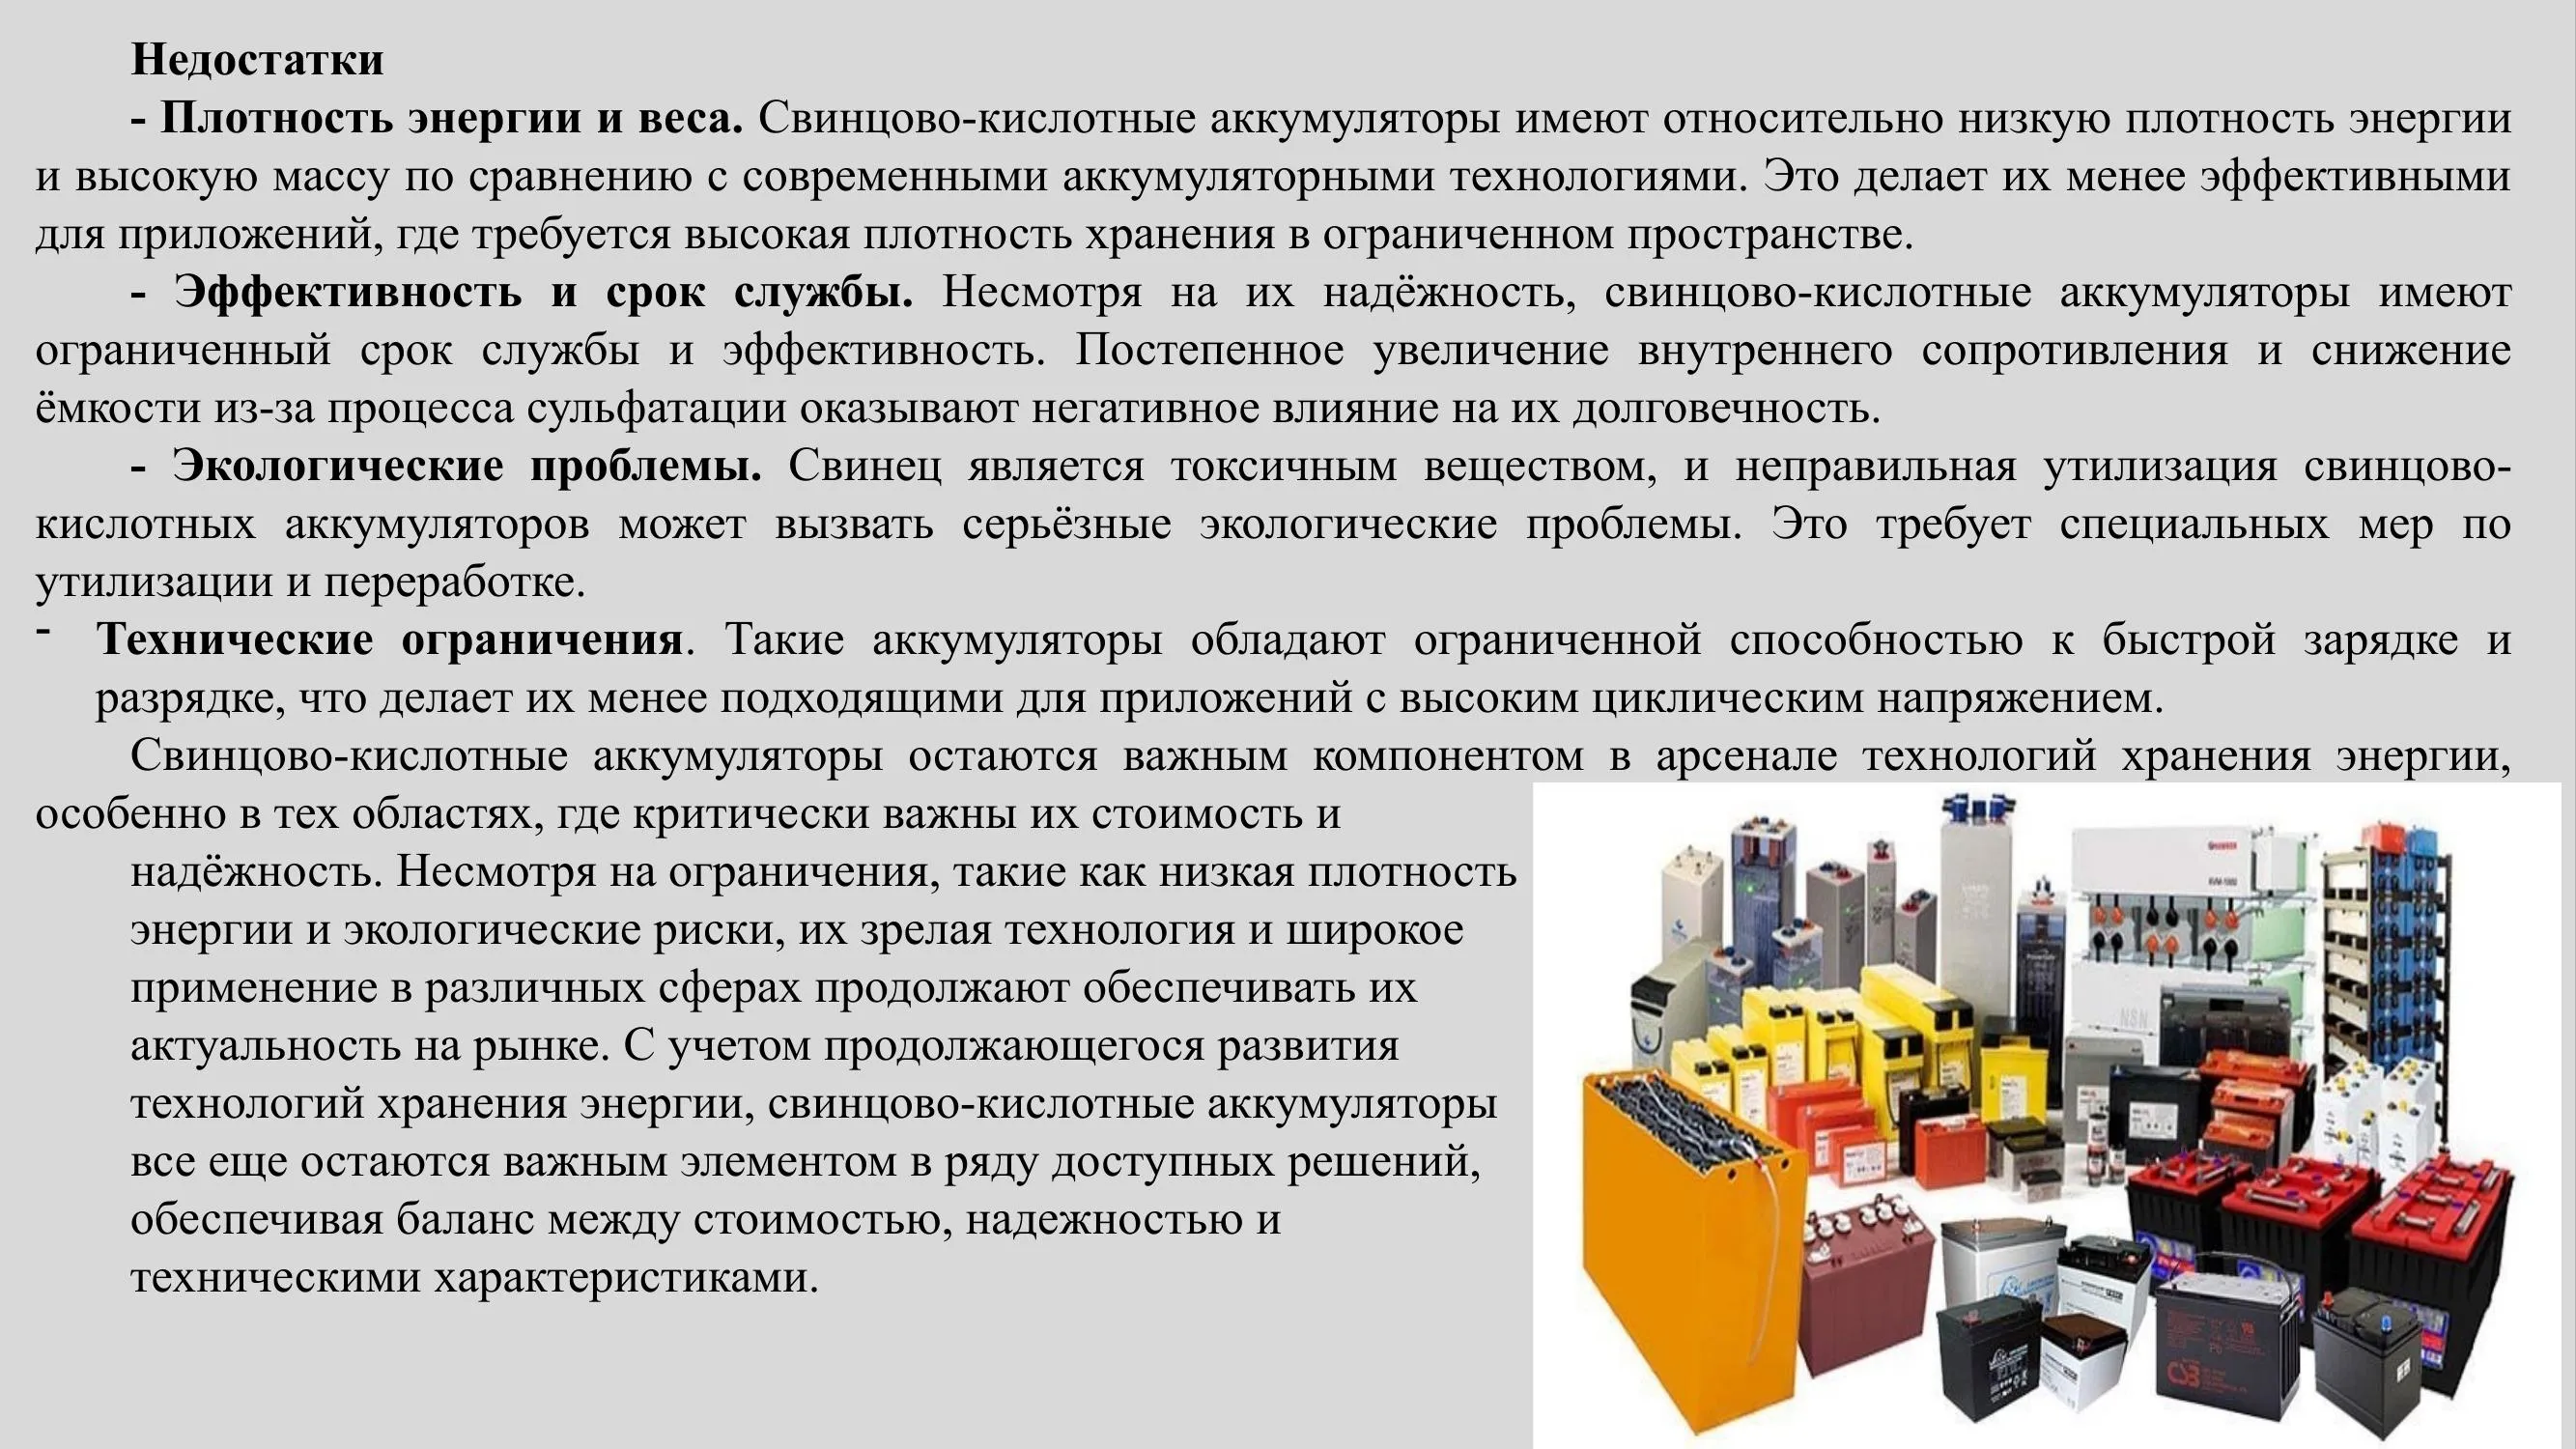 Недостатки
- Плотность энергии и веса. Свинцово-кислотные аккумуляторы имеют относительно низкую плотность энергии
и высокую массу по сравнению с современными аккумуляторными технологиями. Это делает их менее эффективными
для приложений, где требуется высокая плотность хранения в ограниченном пространстве.
- Эффективность и срок службы. Несмотря на их надёжность, свинцово-кислотные аккумуляторы имеют
ограниченный срок службы и эффективность. Постепенное увеличение внутреннего сопротивления и снижение
ёмкости из-за процесса сульфатации оказывают негативное влияние на их долговечность.
- Экологические проблемы. Свинец является токсичным веществом, и неправильная утилизация свинцово-
кислотных аккумуляторов может вызвать серьёзные экологические проблемы. Это требует специальных мер по
утилизации и переработке.
- Технические ограничения. Такие аккумуляторы обладают ограниченной способностью к быстрой зарядке и
разрядке, что делает их менее подходящими для приложений с высоким циклическим напряжением.
Свинцово-кислотные аккумуляторы остаются важным компонентом в арсенале технологий хранения энергии,
особенно в тех областях, где критически важны их стоимость и
надёжность. Несмотря на ограничения, такие как низкая плотность
энергии и экологические риски, их зрелая технология и широкое
применение в различных сферах продолжают обеспечивать их
актуальность на рынке. С учетом продолжающегося развития
технологий хранения энергии, свинцово-кислотные аккумуляторы
все еще остаются важным элементом в ряду доступных решений,
обеспечивая баланс между стоимостью, надежностью и
техническими характеристиками.
NSN
CSB